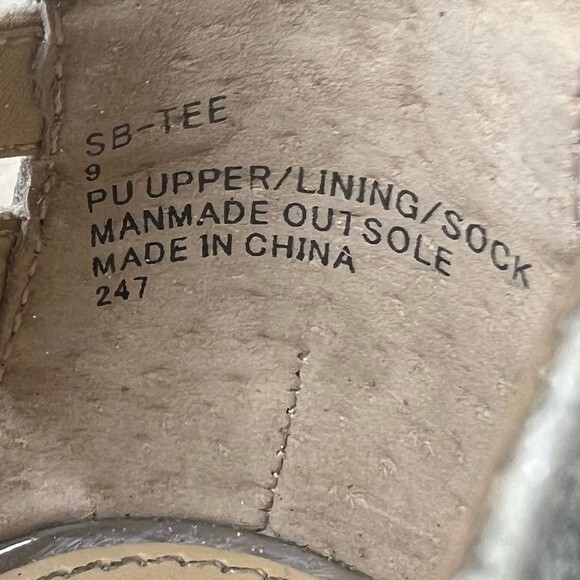 SB-TEE
9
PU UPPER/LINING/SOCK
MANMADE OUTSOLE
MADE IN CHINA
247